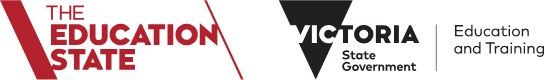 THE
EDUCATION
STATE
VICTORIA
State
Government
Education
and Training